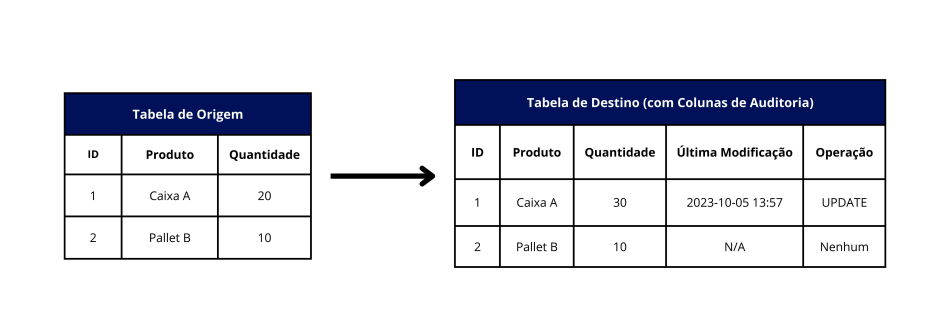 Tabela de Origem
ID Produto Quantidade
1 Caixa A 20
2 Pallet B 10
Tabela de Destino (com Colunas de Auditoria)
ID Produto Quantidade Última Modificação Operação
1 Caixa A 30 2023-10-05 13:57 UPDATE
2 Pallet B 10 N/A Nenhum